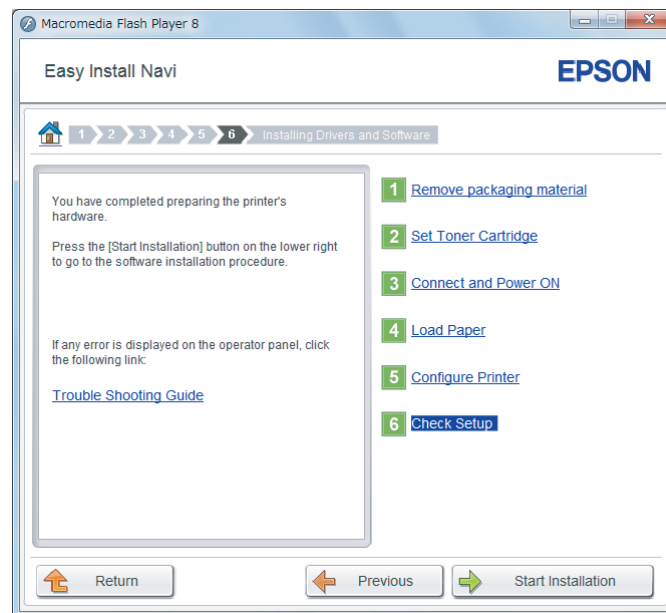 Macromedia Flash Player 8
Easy Install Navi
EPSON
1 2 3 4 5 6 Installing Drivers and Software
You have completed preparing the printer's
hardware.
Press the [Start Installation] button on the lower right
to go to the software installation procedure.
If any error is displayed on the operator panel, click
the following link:
Trouble Shooting Guide
1 Remove packaging material
2 Set Toner Cartridge
3 Connect and Power ON
4 Load Paper
5 Configure Printer
6 Check Setup
Return
Previous
Start Installation